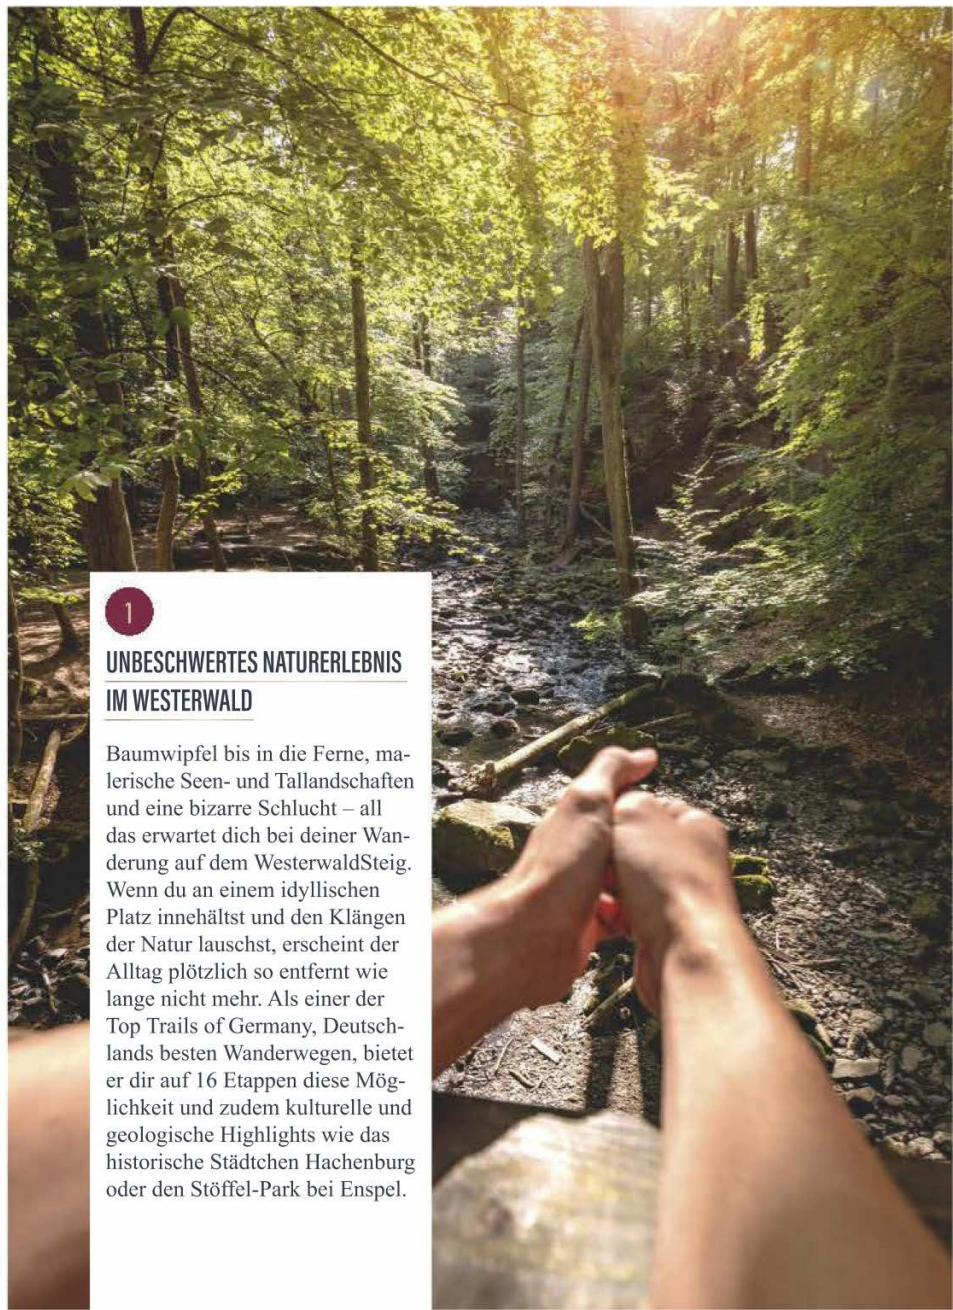 1
UNBESCHWERTES NATURERLEBNIS
IM WESTERWALD
Baumwipfel bis in die Ferne, ma-
lerische Seen- und Tallandschaften
und eine bizarre Schlucht – all
das erwartet dich bei deiner Wan-
derung auf dem WesterwaldSteig.
Wenn du an einem idyllischen
Platz innehältst und den Klängen
der Natur lauschst, erscheint der
Alltag plötzlich so entfernt wie
lange nicht mehr. Als einer der
Top Trails of Germany, Deutsch-
lands besten Wanderwegen, bietet
er dir auf 16 Etappen diese Mög-
lichkeit und zudem kulturelle und
geologische Highlights wie das
historische Städtchen Hachenburg
oder den Stöffel-Park bei Enspel.